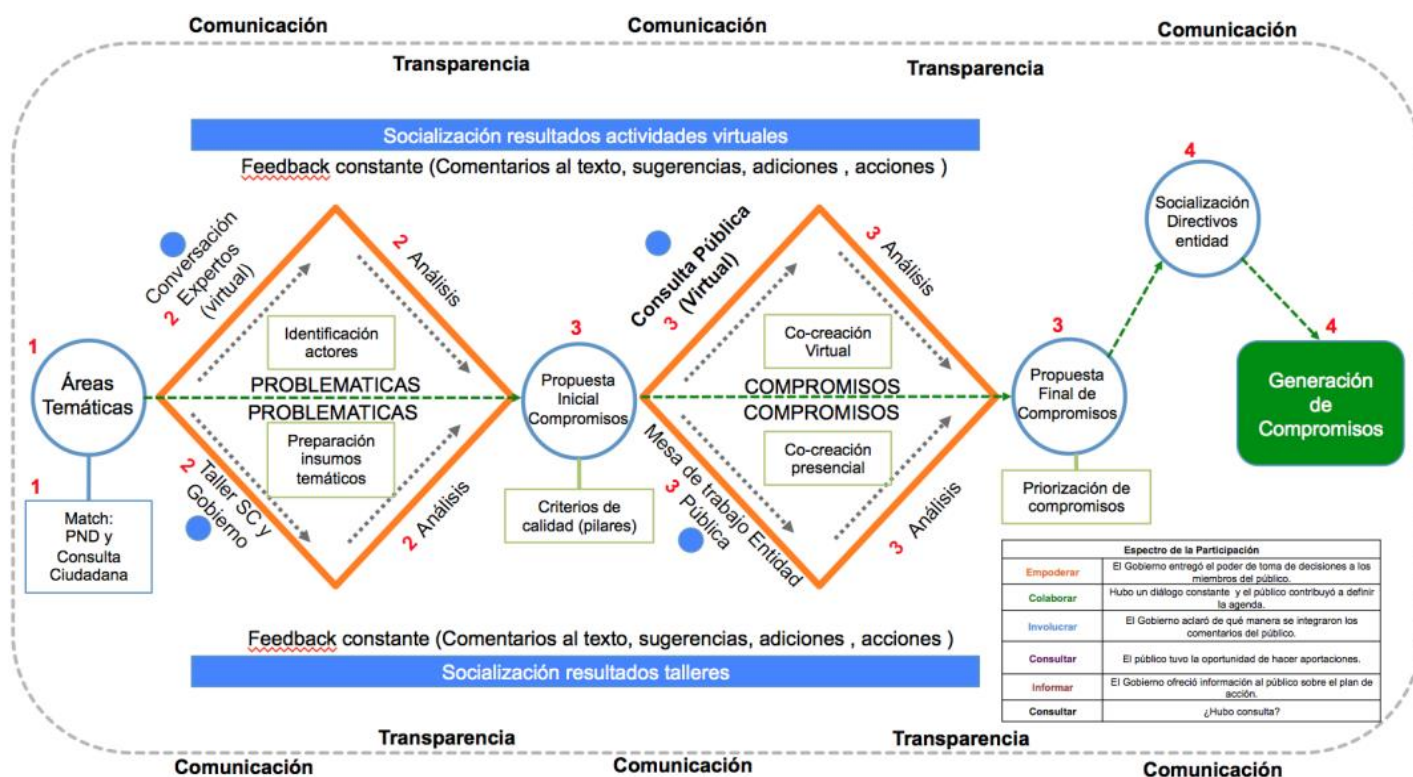 Comunicación
Comunicación
Comunicación
Transparencia
Transparencia
Socialización resultados actividades virtuales
Feedback constante (Comentarios al texto, sugerencias, adiciones , acciones )
1
Áreas
Temáticas
1
Match:
PND y
Consulta
Ciudadana
Conversación
Expertos
2 (virtual)
2 Análisis
Identificación
actores
PROBLEMATICAS
PROBLEMATICAS
Preparación
insumos
temáticos
2 Taller SC y
Gobierno
2 Análisis
3
Propuesta
Inicial
Compromisos
Criterios de
calidad (pilares)
Consulta Pública
3 (Virtual)
3 Análisis
Co-creación
Virtual
COMPROMISOS
COMPROMISOS
Co-creación
presencial
Mesa de trabajo Entidad
3 Pública
3 Análisis
3
Propuesta
Final de
Compromisos
Priorización de
compromisos
4
Socialización
Directivos
entidad
4
Generación
de
Compromisos
Espectro de la Participación
Empoderar El Gobierno entregó el poder de toma de decisiones a los
miembros del público.
Colaborar Hubo un diálogo constante y el público contribuyó a definir
la agenda.
Involucrar El Gobierno aclaró de qué manera se integraron los
comentarios del público.
Consultar El público tuvo la oportunidad de hacer aportaciones.
Informar El Gobierno ofreció información al público sobre el plan de
acción.
Consultar ¿Hubo consulta?
Feedback constante (Comentarios al texto, sugerencias, adiciones , acciones )
Socialización resultados talleres
Transparencia
Transparencia
Comunicación
Comunicación
Comunicación